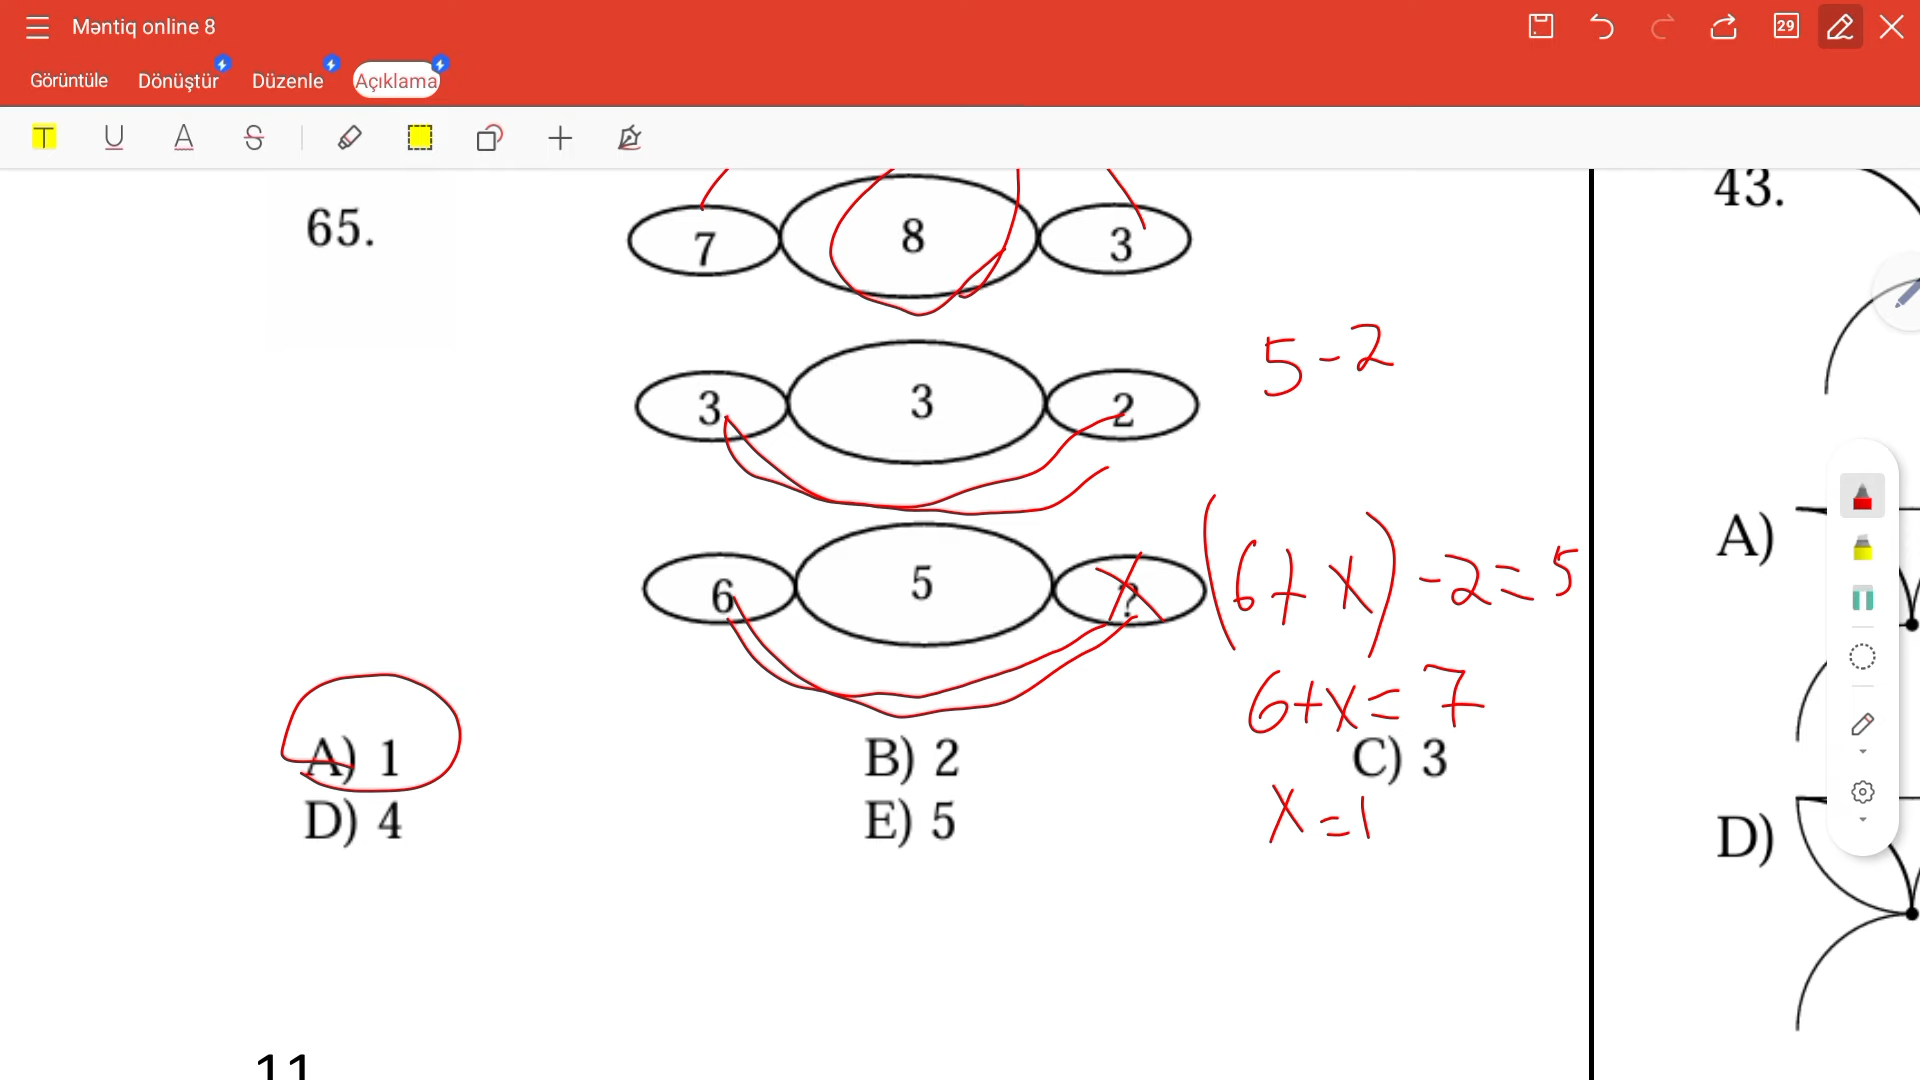 Məntiq online 8
29
Görüntüle Dönüştür Düzenle Açıklama
T U A S
65.
7 8 3
3 3 2
5-2
6 5 ?
x
(6+x)-2=5
6+x=7
A) 1 B) 2 C) 3
D) 4 E) 5
x=1
11
43.
A)
D)